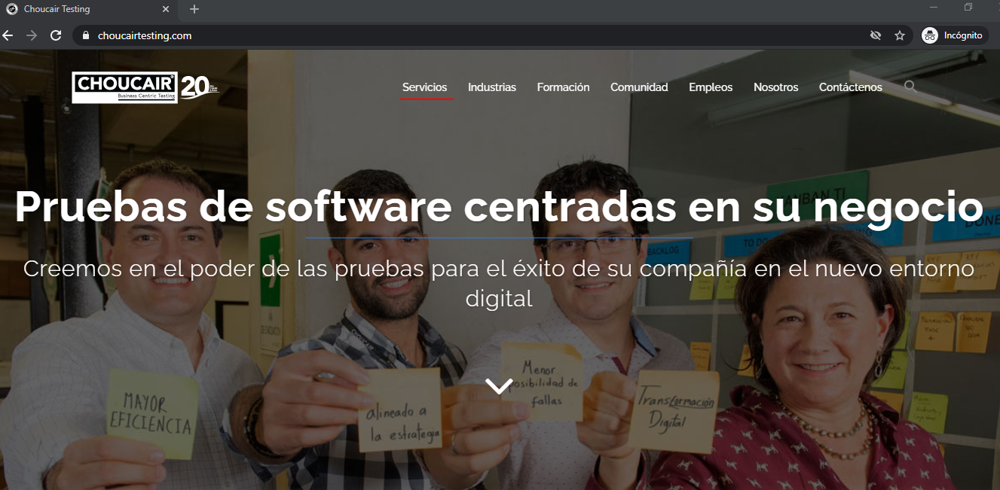 Choucair Testing
choucairtesting.com
Incógnito
CHOUCAIR®
Business Centric Testing
20
Servicios
Industrias
Formación
Comunidad
Empleos
Nosotros
Contáctenos
Pruebas de software centradas en su negocio
Creemos en el poder de las pruebas para el éxito de su compañía en el nuevo entorno
digital
KANBAN TI
BACKLOG
TO DO
DONE
MAYOR
EFICIENCIA
alineado a
la estrategia
Menor
posibilidad de
fallas
Transformación
Digital